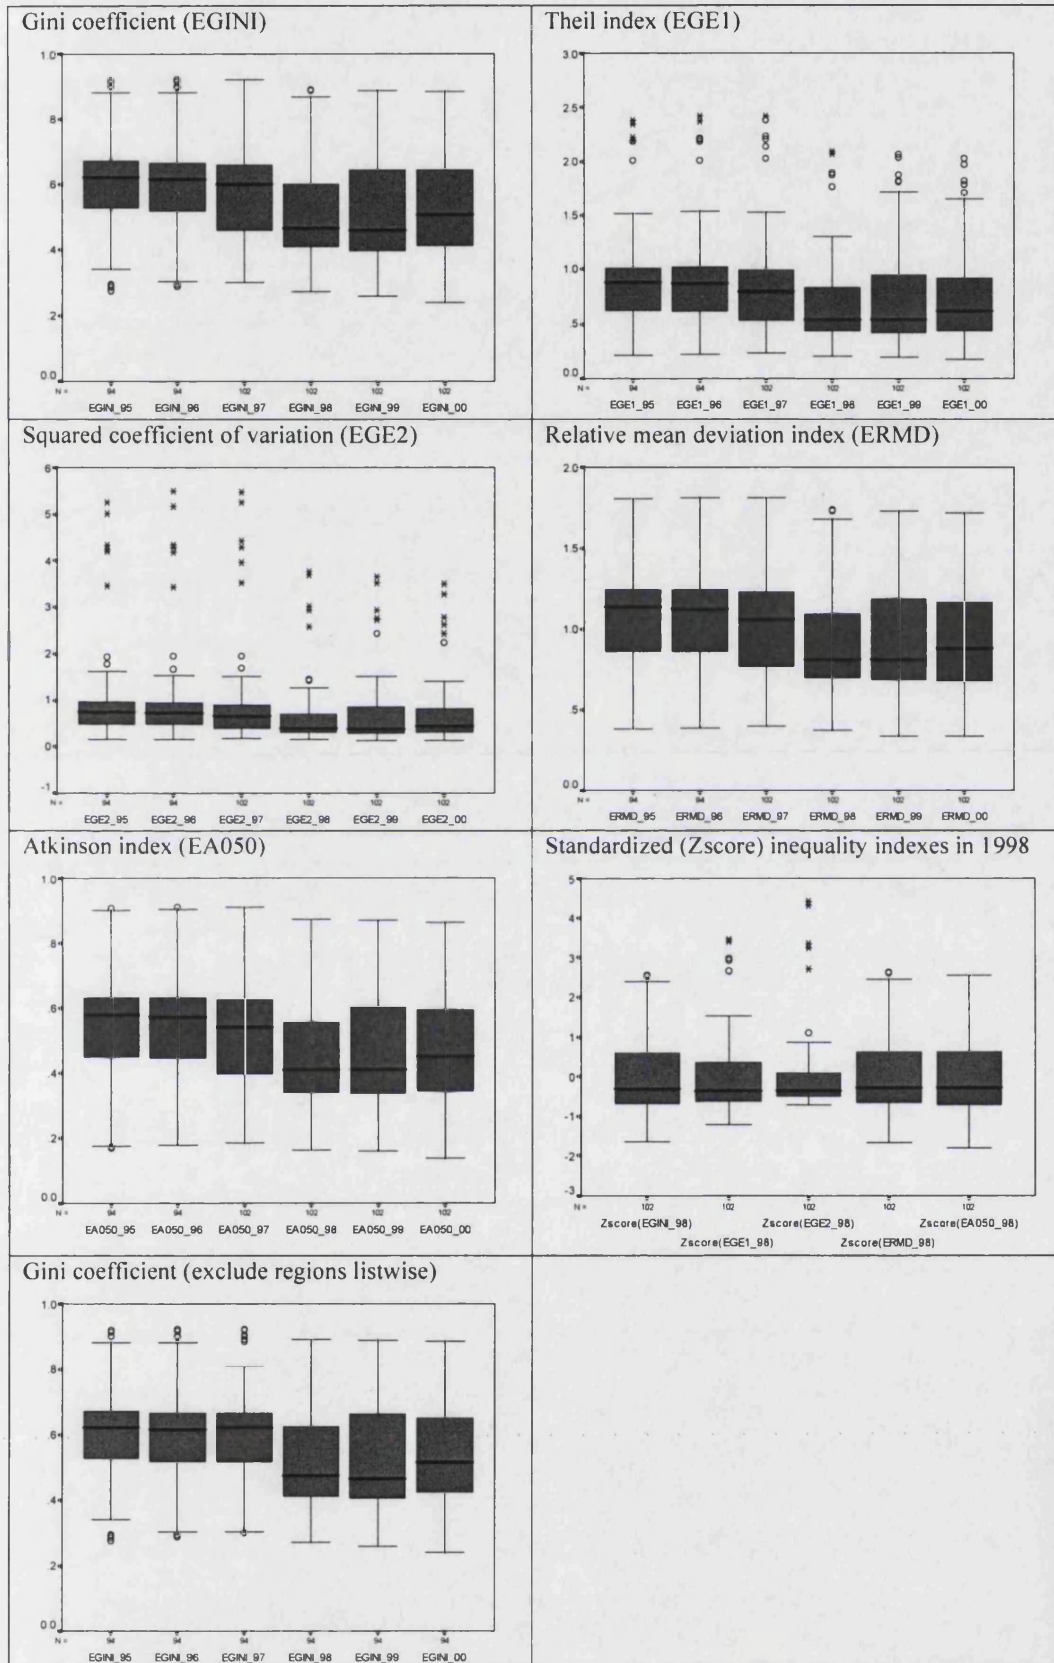 Gini coefficient (EGINI)
1.0
.8
.6
.4
.2
0.0
N = 94 94 102 102 102 102
EGINI_95 EGINI_96 EGINI_97 EGINI_98 EGINI_99 EGINI_00
Theil index (EGE1)
3.0
2.5
2.0
1.5
1.0
.5
0.0
N = 94 94 102 102 102 102
EGE1_95 EGE1_96 EGE1_97 EGE1_98 EGE1_99 EGE1_00
Squared coefficient of variation (EGE2)
6
5
4
3
2
1
0
-1
N = 94 94 102 102 102 102
EGE2_95 EGE2_96 EGE2_97 EGE2_98 EGE2_99 EGE2_00
Relative mean deviation index (ERMD)
2.0
1.5
1.0
.5
0.0
N = 94 94 102 102 102 102
ERMD_95 ERMD_96 ERMD_97 ERMD_98 ERMD_99 ERMD_00
Atkinson index (EA050)
1.0
.8
.6
.4
.2
0.0
N = 94 94 102 102 102 102
EA050_95 EA050_96 EA050_97 EA050_98 EA050_99 EA050_00
Standardized (Zscore) inequality indexes in 1998
5
4
3
2
1
0
-1
-2
-3
N = 102 102 102 102 102
Zscore(EGINI_98) Zscore(EGE2_98) Zscore(EA050_98)
Zscore(EGE1_98) Zscore(ERMD_98)
Gini coefficient (exclude regions listwise)
1.0
.8
.6
.4
.2
0.0
N = 94 94 94 94 94 94
EGINI_95 EGINI_96 EGINI_97 EGINI_98 EGINI_99 EGINI_00